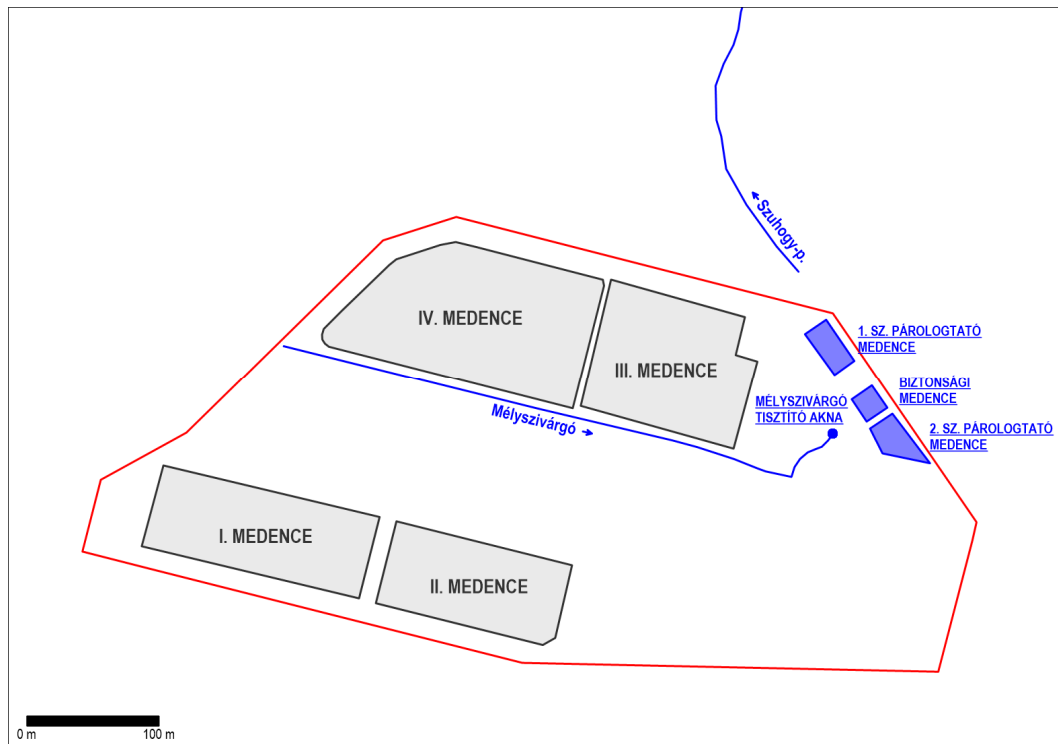 ← Szuhogy-p.
IV. MEDENCE
1. SZ. PÁROLOGTATÓ
MEDENCE
III. MEDENCE
BIZTONSÁGI
MEDENCE
MÉLYSZIVÁRGÓ
TISZTÍTÓ AKNA
Mélyszivárgó →
2. SZ. PÁROLOGTATÓ
MEDENCE
I. MEDENCE
II. MEDENCE
0 m
100 m